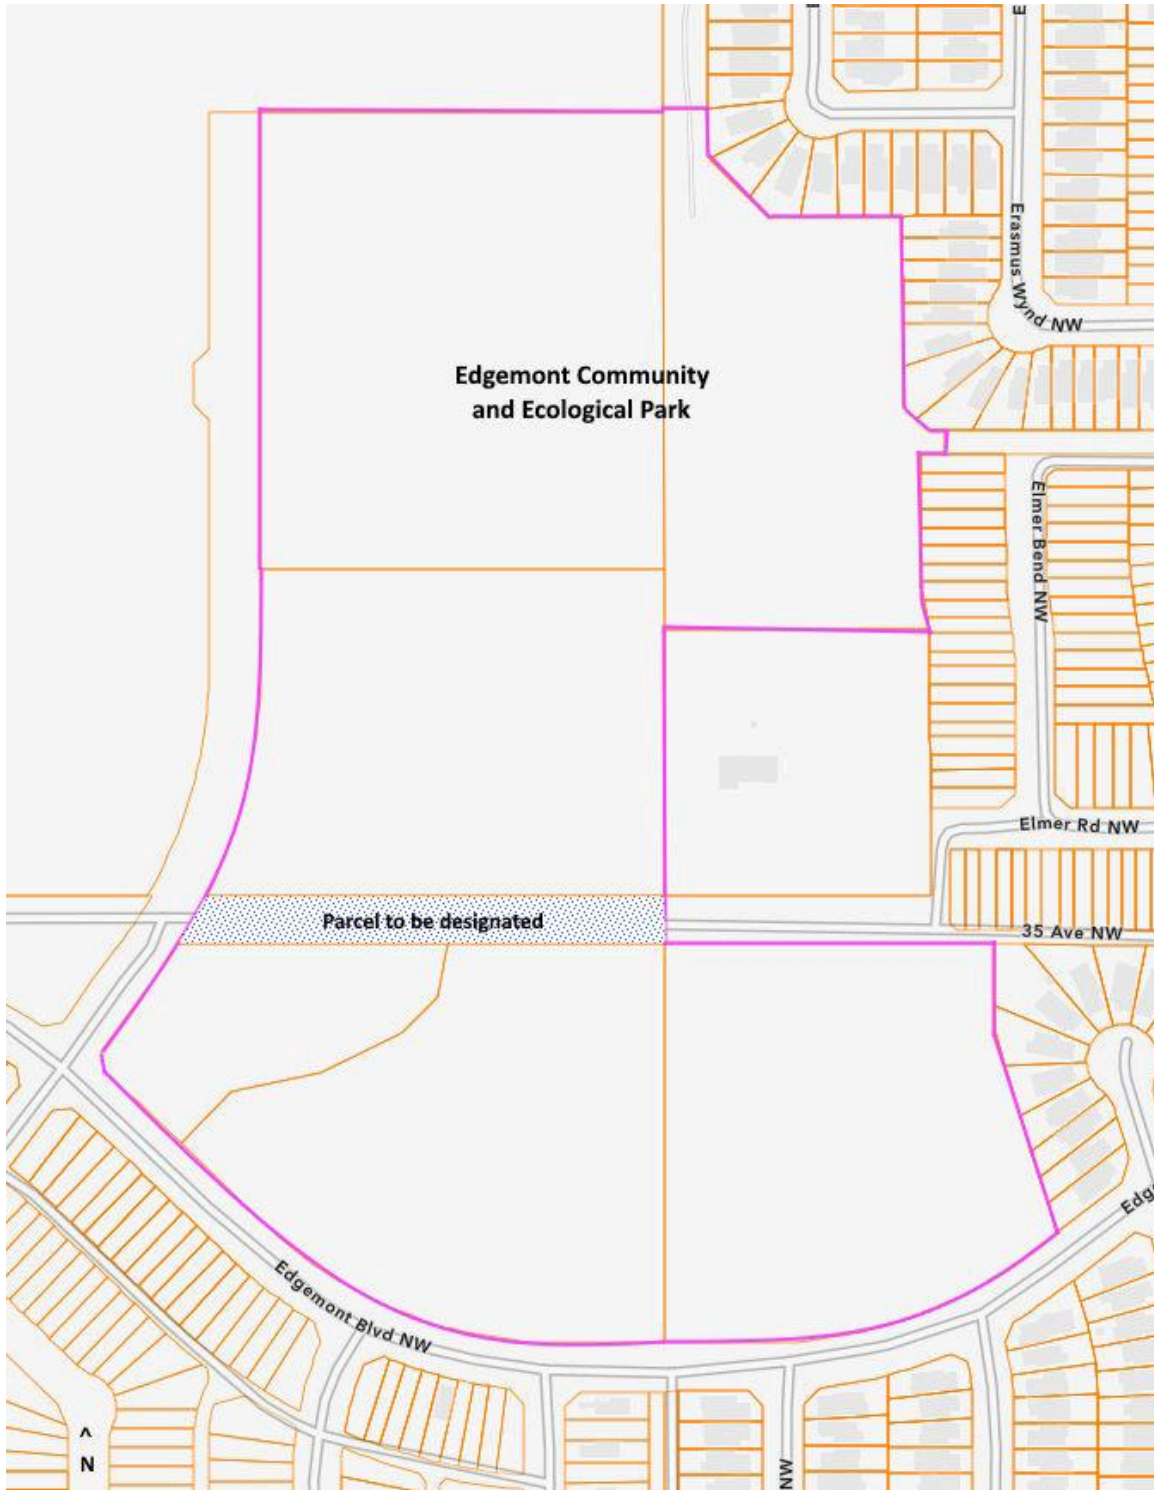 E
Erasmus Wynd NW
Edgemont Community
and Ecological Park
Elmer Bend NW
Elmer Rd NW
Parcel to be designated
35 Ave NW
Edge
Edgemont Blvd NW
^
N
NW